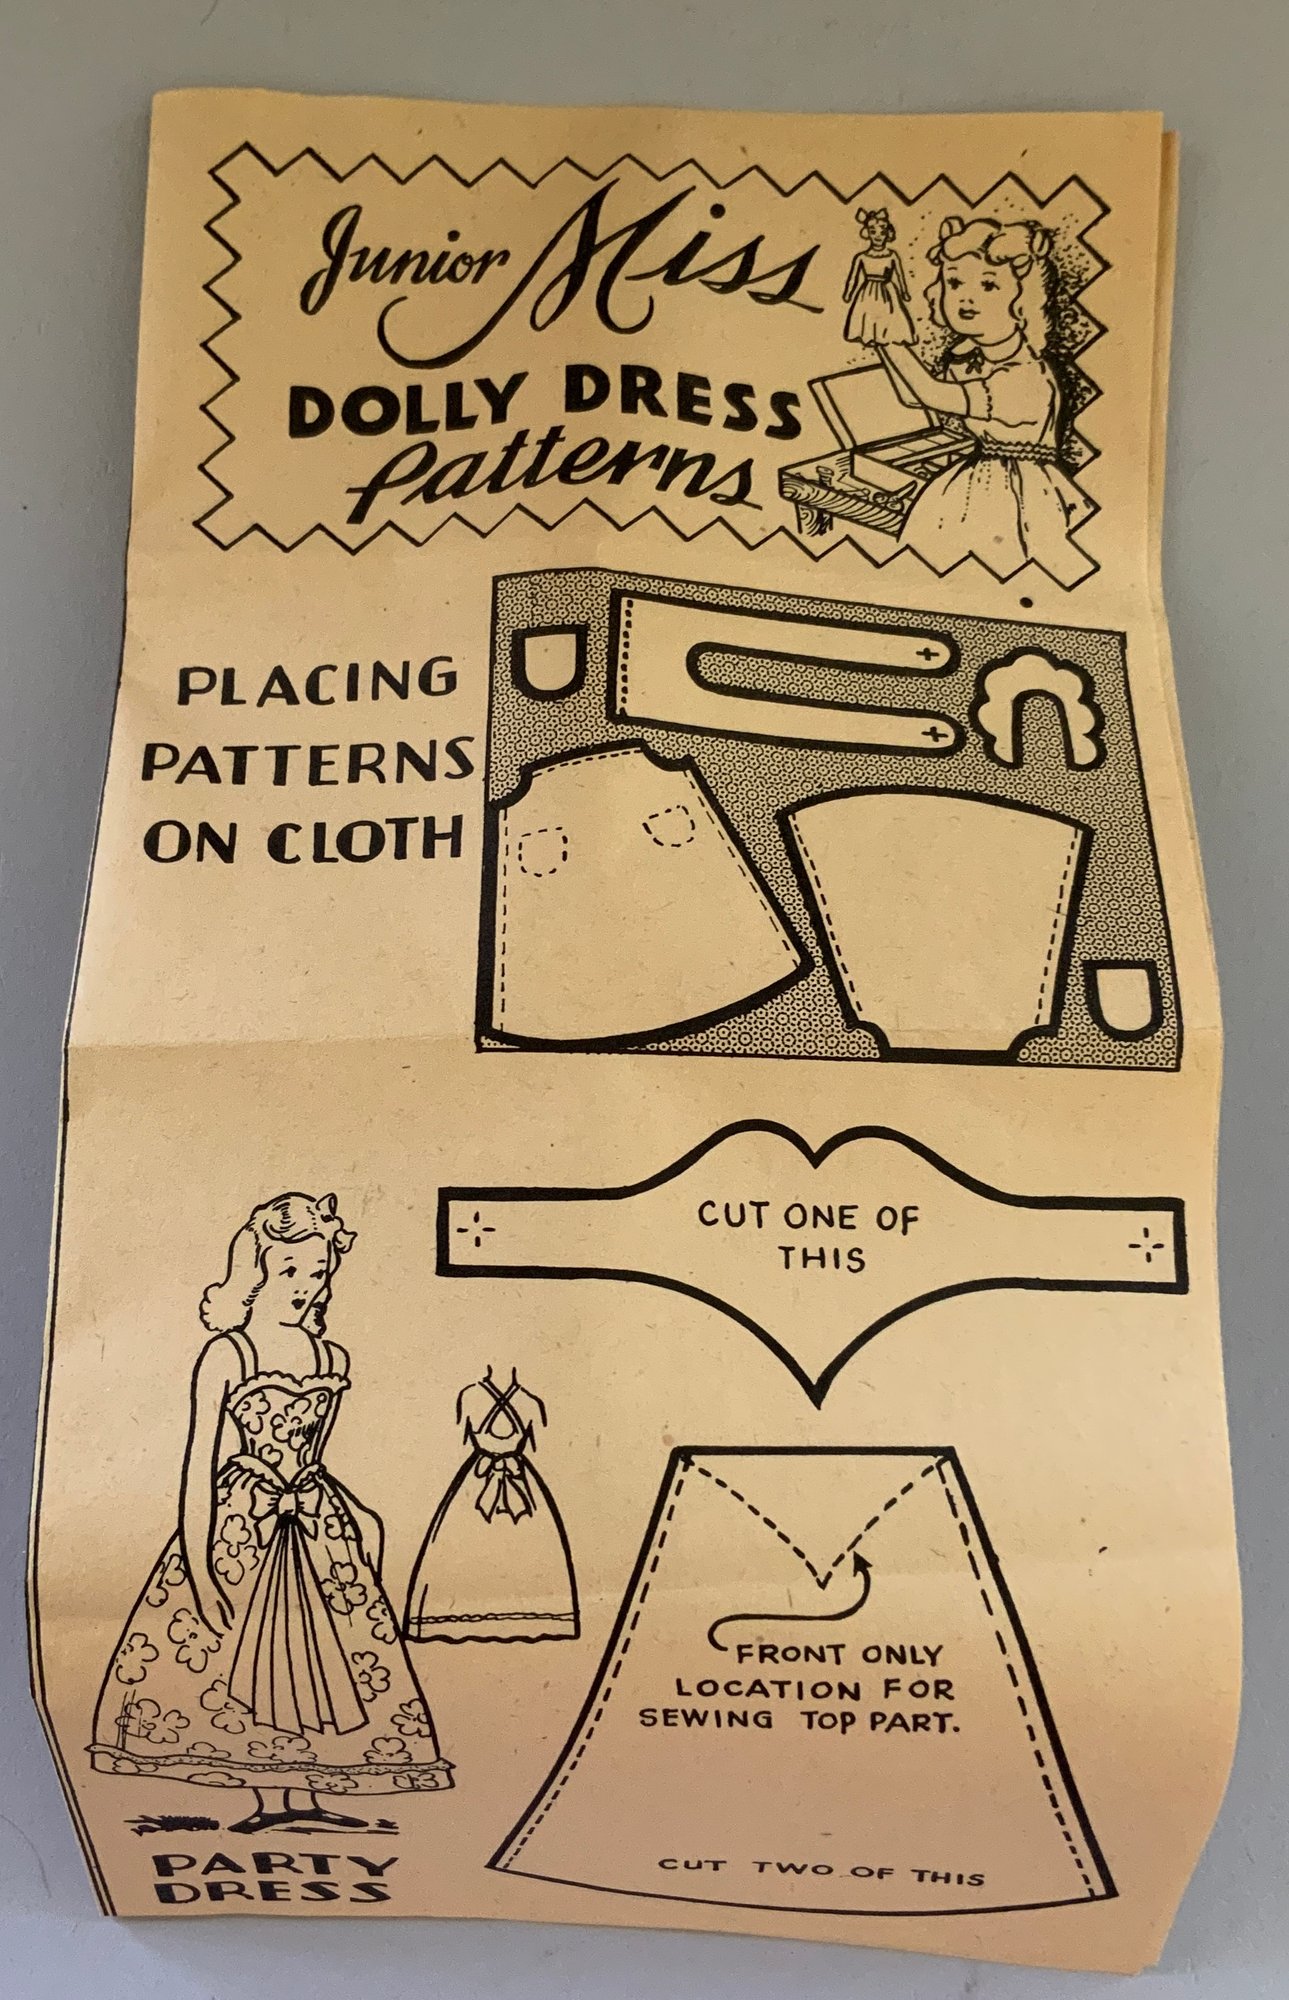 Junior Miss
DOLLY DRESS
Patterns
PLACING
PATTERNS
ON CLOTH
CUT ONE OF
THIS
FRONT ONLY
LOCATION FOR
SEWING TOP PART.
CUT TWO OF THIS
PARTY
DRESS